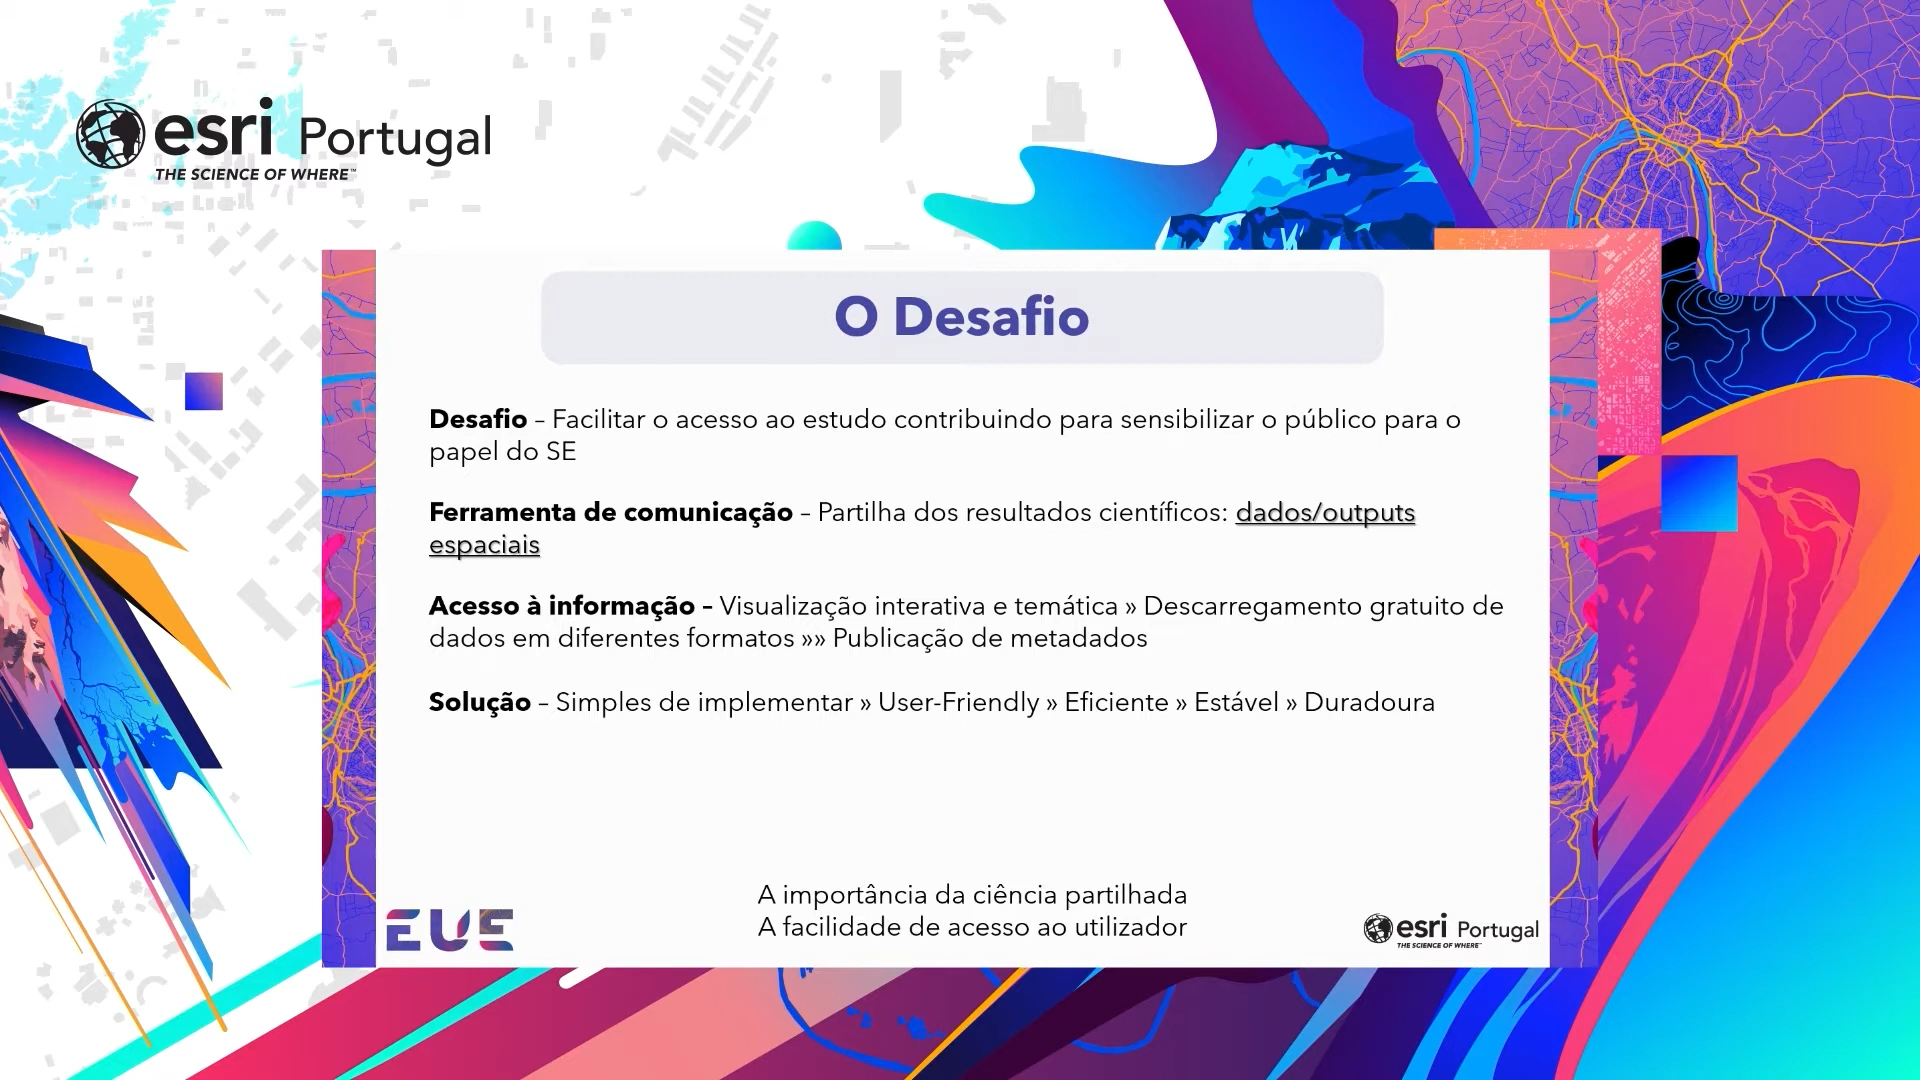 esri Portugal
THE SCIENCE OF WHERE™
O Desafio
Desafio – Facilitar o acesso ao estudo contribuindo para sensibilizar o público para o
papel do SE
Ferramenta de comunicação – Partilha dos resultados científicos: dados/outputs
espaciais
Acesso à informação – Visualização interativa e temática » Descarregamento gratuito de
dados em diferentes formatos »» Publicação de metadados
Solução – Simples de implementar » User-Friendly » Eficiente » Estável » Duradoura
A importância da ciência partilhada
A facilidade de acesso ao utilizador
EUE
esri Portugal
THE SCIENCE OF WHERE™